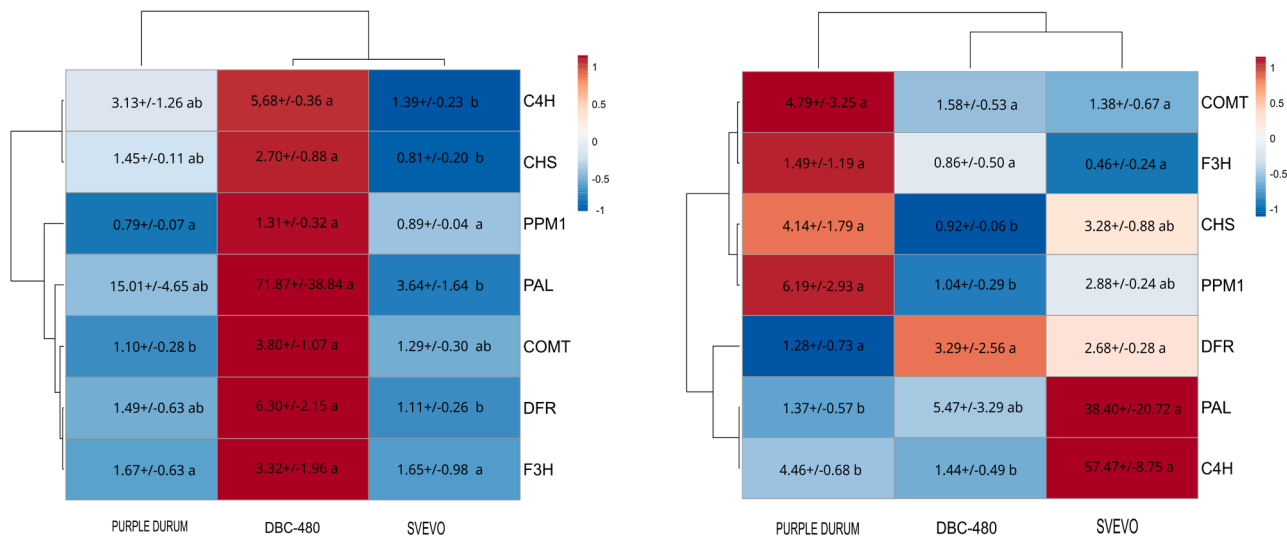 3.13+/-1.26 ab 5,68+/-0.36 a 1.39+/-0.23 b C4H
1.45+/-0.11 ab 2.70+/-0.88 a 0.81+/-0.20 b CHS
0.79+/-0.07 a 1.31+/-0.32 a 0.89+/-0.04 a PPM1
15.01+/-4.65 ab 71.87+/-38.84 a 3.64+/-1.64 b PAL
1.10+/-0.28 b 3.80+/-1.07 a 1.29+/-0.30 ab COMT
1.49+/-0.63 ab 6.30+/-2.15 a 1.11+/-0.26 b DFR
1.67+/-0.63 a 3.32+/-1.96 a 1.65+/-0.98 a F3H
PURPLE DURUM DBC-480 SVEVO
1
0.5
0
-0.5
-1
4.79+/-3.25 a 1.58+/-0.53 a 1.38+/-0.67 a COMT
1.49+/-1.19 a 0.86+/-0.50 a 0.46+/-0.24 a F3H
4.14+/-1.79 a 0.92+/-0.06 b 3.28+/-0.88 ab CHS
6.19+/-2.93 a 1.04+/-0.29 b 2.88+/-0.24 ab PPM1
1.28+/-0.73 a 3.29+/-2.56 a 2.68+/-0.28 a DFR
1.37+/-0.57 b 5.47+/-3.29 ab 38.40+/-20.72 a PAL
4.46+/-0.68 b 1.44+/-0.49 b 57.47+/-8.75 a C4H
PURPLE DURUM DBC-480 SVEVO
1
0.5
0
-0.5
-1